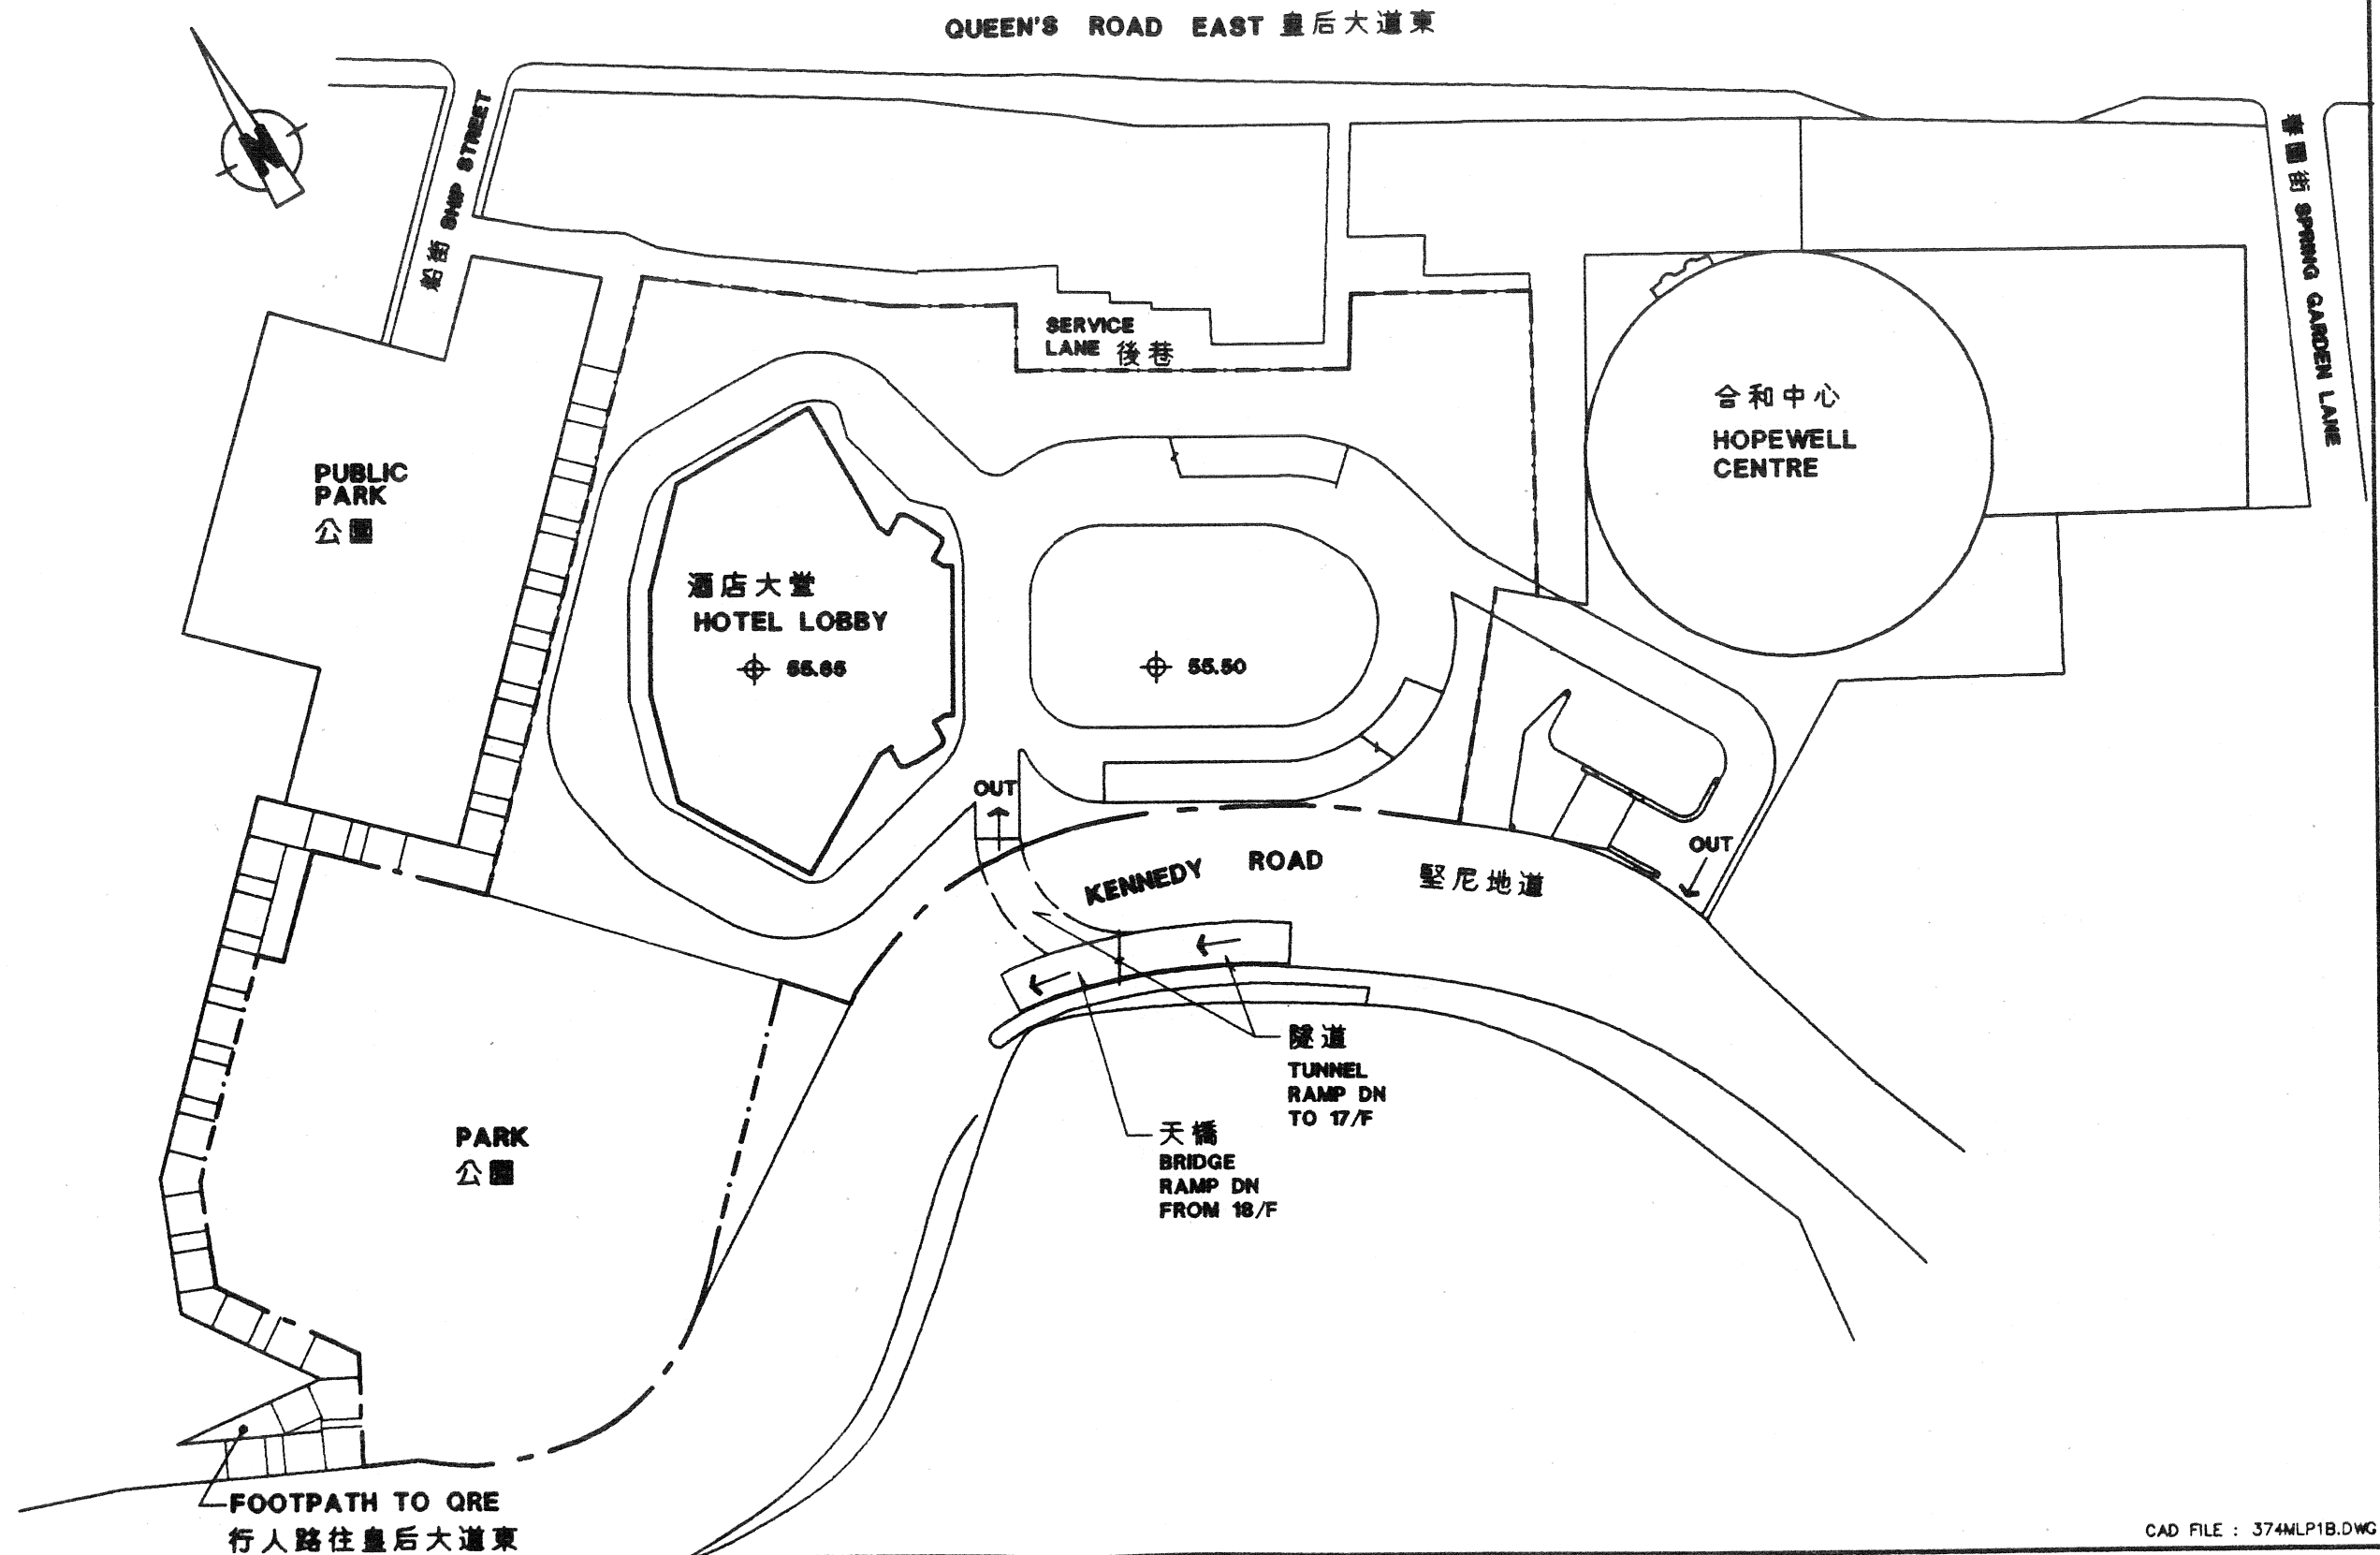 QUEEN'S ROAD EAST 皇后大道東
N
船街 SHIP STREET
春園街 SPRING GARDEN LANE
SERVICE
LANE 後巷
合和中心
HOPEWELL
CENTRE
PUBLIC
PARK
公園
酒店大堂
HOTEL LOBBY
55.65
55.50
OUT
OUT
KENNEDY ROAD 堅尼地道
隧道
TUNNEL
RAMP DN
TO 17/F
天橋
BRIDGE
RAMP DN
FROM 18/F
PARK
公園
FOOTPATH TO QRE
行人路往皇后大道東
CAD FILE : 374MLP1B.DWG